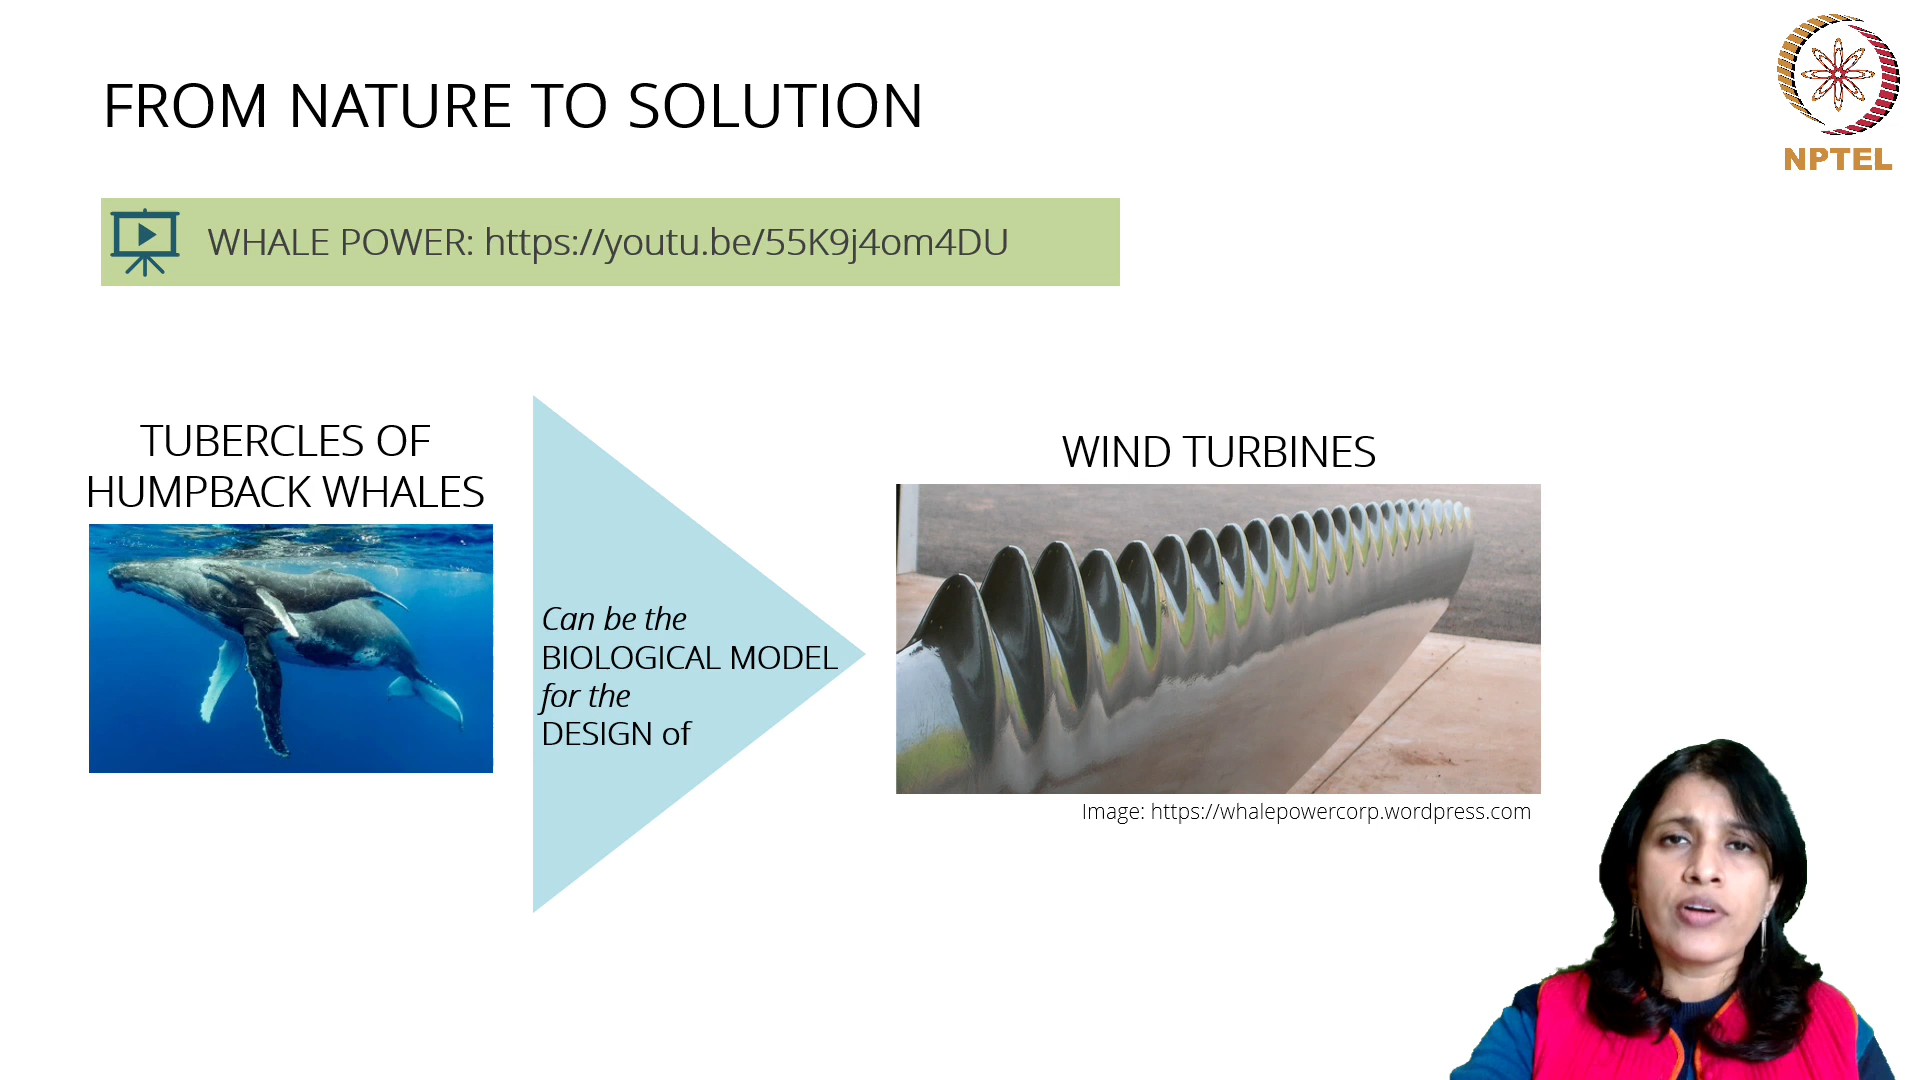 FROM NATURE TO SOLUTION
NPTEL
WHALE POWER: https://youtu.be/55K9j4om4DU
TUBERCLES OF
HUMPBACK WHALES
Can be the
BIOLOGICAL MODEL
for the
DESIGN of
WIND TURBINES
Image: https://whalepowercorp.wordpress.com